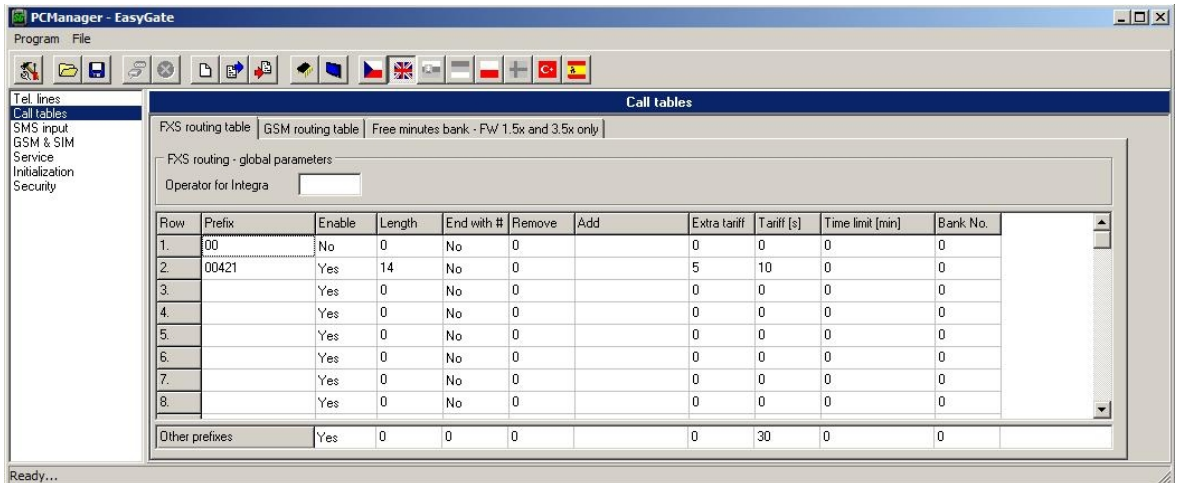 PCManager - EasyGate
Program File
Tel. lines
Call tables
SMS input
GSM & SIM
Service
Initialization
Security
Call tables
FXS routing table GSM routing table Free minutes bank - FW 1.5x and 3.5x only
FXS routing - global parameters
Operator for Integra
Row Prefix Enable Length End with # Remove Add Extra tariff Tariff [s] Time limit [min] Bank No.
1. 00 No 0 No 0 0 0 0 0
2. 00421 Yes 14 No 0 5 10 0 0
3. Yes 0 No 0 0 0 0 0
4. Yes 0 No 0 0 0 0 0
5. Yes 0 No 0 0 0 0 0
6. Yes 0 No 0 0 0 0 0
7. Yes 0 No 0 0 0 0 0
8. Yes 0 No 0 0 0 0 0
Other prefixes Yes 0 0 0 0 30 0 0
Ready...